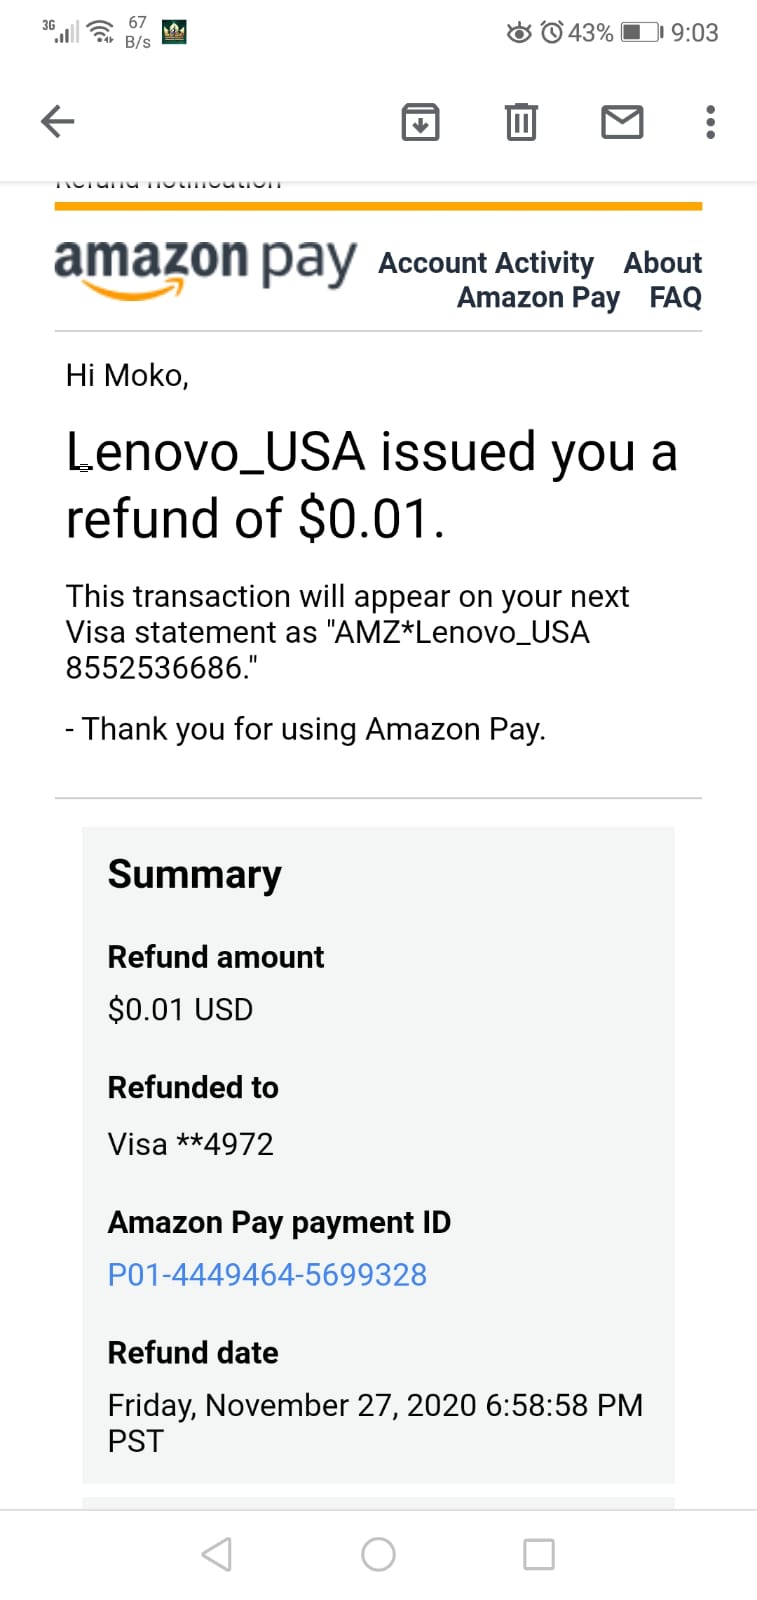 3G 67 B/s 43% 9:03
Refund notification
amazon pay
Account Activity About
Amazon Pay FAQ
Hi Moko,
Lenovo_USA issued you a
refund of $0.01.
This transaction will appear on your next
Visa statement as "AMZ*Lenovo_USA
8552536686."
- Thank you for using Amazon Pay.
Summary
Refund amount
$0.01 USD
Refunded to
Visa **4972
Amazon Pay payment ID
P01-4449464-5699328
Refund date
Friday, November 27, 2020 6:58:58 PM
PST